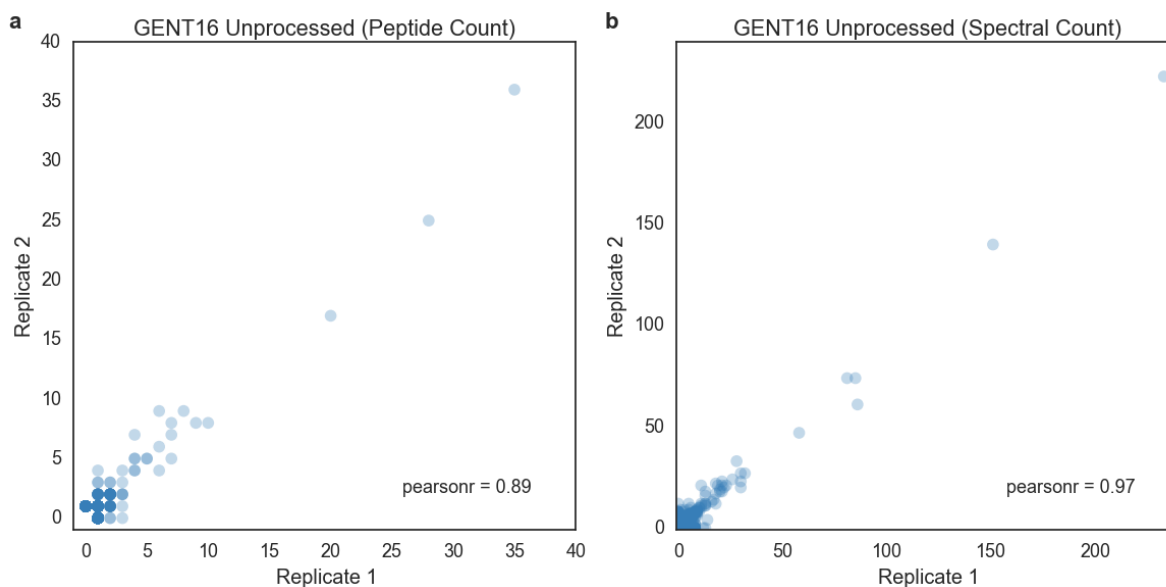 a
GENT16 Unprocessed (Peptide Count)
40
35
30
25
20
15
10
5
0
Replicate 2
pearsonr = 0.89
0 5 10 15 20 25 30 35 40
Replicate 1
b
GENT16 Unprocessed (Spectral Count)
200
150
100
50
0
Replicate 2
pearsonr = 0.97
0 50 100 150 200
Replicate 1